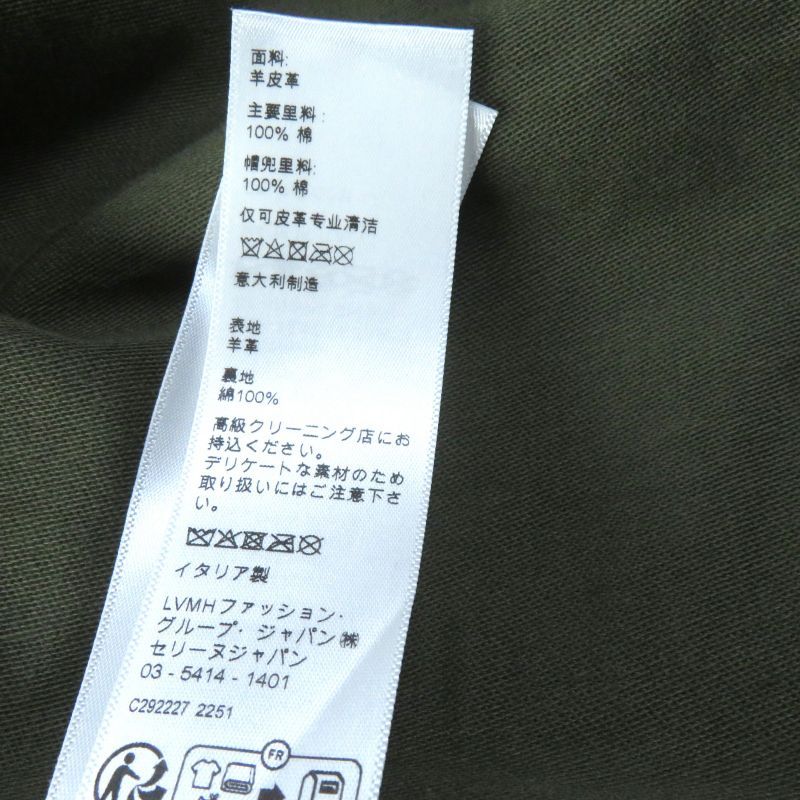 面料:
羊皮革
主要里料:
100% 棉
帽兜里料:
100% 棉
仅可皮革专业清洁
意大利制造
表地
羊革
裏地
綿100%
高級クリーニング店にお
持込ください。
デリケートな素材のため
取り扱いにはご注意下さ
い。
イタリア製
LVMHファッション・
グループ・ジャパン㈱
セリーヌジャパン
03 - 5414 - 1401
C292227 2251
FR